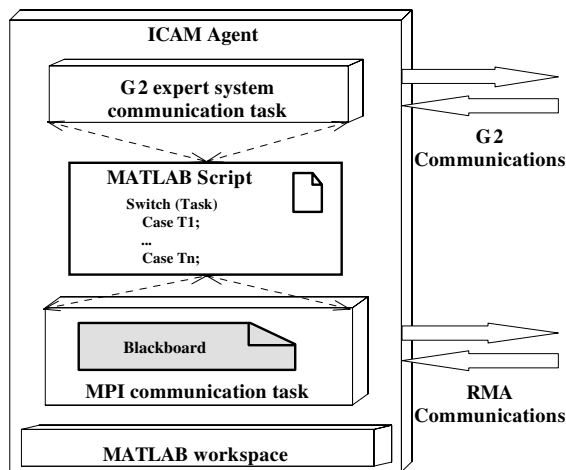 ICAM Agent
G2 expert system
communication task
G2
Communications
MATLAB Script
Switch (Task)
Case T1;
...
Case Tn;
Blackboard
MPI communication task
RMA
Communications
MATLAB workspace